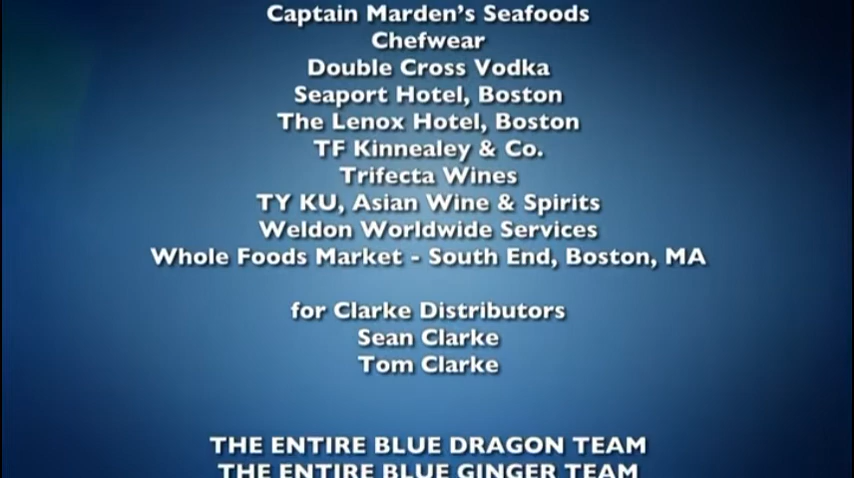 Captain Marden's Seafoods
Chefwear
Double Cross Vodka
Seaport Hotel, Boston
The Lenox Hotel, Boston
TF Kinnealey & Co.
Trifecta Wines
TY KU, Asian Wine & Spirits
Weldon Worldwide Services
Whole Foods Market - South End, Boston, MA
for Clarke Distributors
Sean Clarke
Tom Clarke
THE ENTIRE BLUE DRAGON TEAM
THE ENTIRE BLUE GINGER TEAM